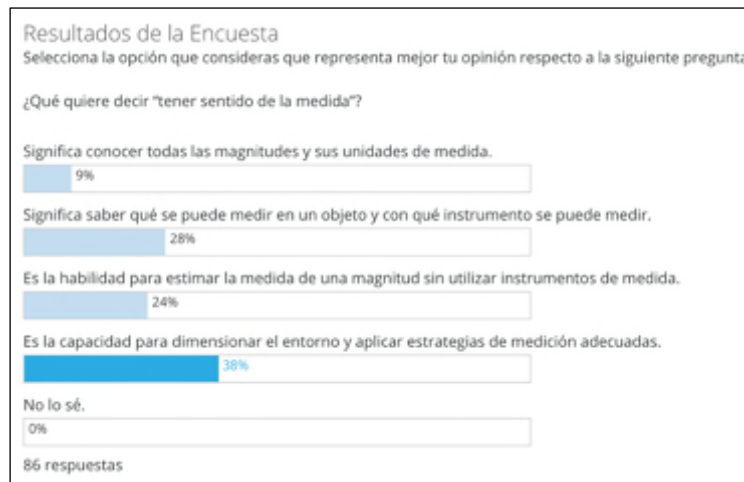 Resultados de la Encuesta
Selecciona la opción que consideras que representa mejor tu opinión respecto a la siguiente pregunta
¿Qué quiere decir “tener sentido de la medida”?
Significa conocer todas las magnitudes y sus unidades de medida.
9%
Significa saber qué se puede medir en un objeto y con qué instrumento se puede medir.
28%
Es la habilidad para estimar la medida de una magnitud sin utilizar instrumentos de medida.
24%
Es la capacidad para dimensionar el entorno y aplicar estrategias de medición adecuadas.
38%
No lo sé.
0%
86 respuestas